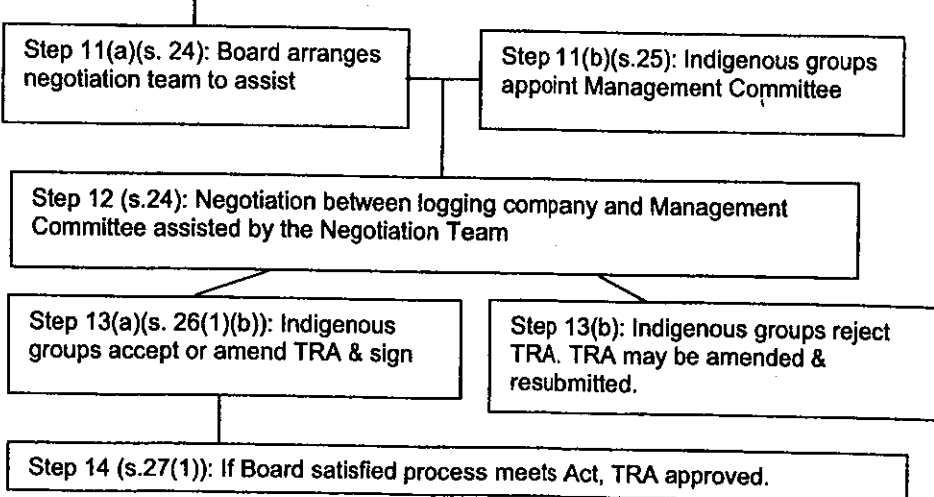 Step 11(a)(s. 24): Board arranges
negotiation team to assist
Step 11(b)(s.25): Indigenous groups
appoint Management Committee
Step 12 (s.24): Negotiation between logging company and Management
Committee assisted by the Negotiation Team
Step 13(a)(s. 26(1)(b)): Indigenous
groups accept or amend TRA & sign
Step 13(b): Indigenous groups reject
TRA. TRA may be amended &
resubmitted.
Step 14 (s.27(1)): If Board satisfied process meets Act, TRA approved.